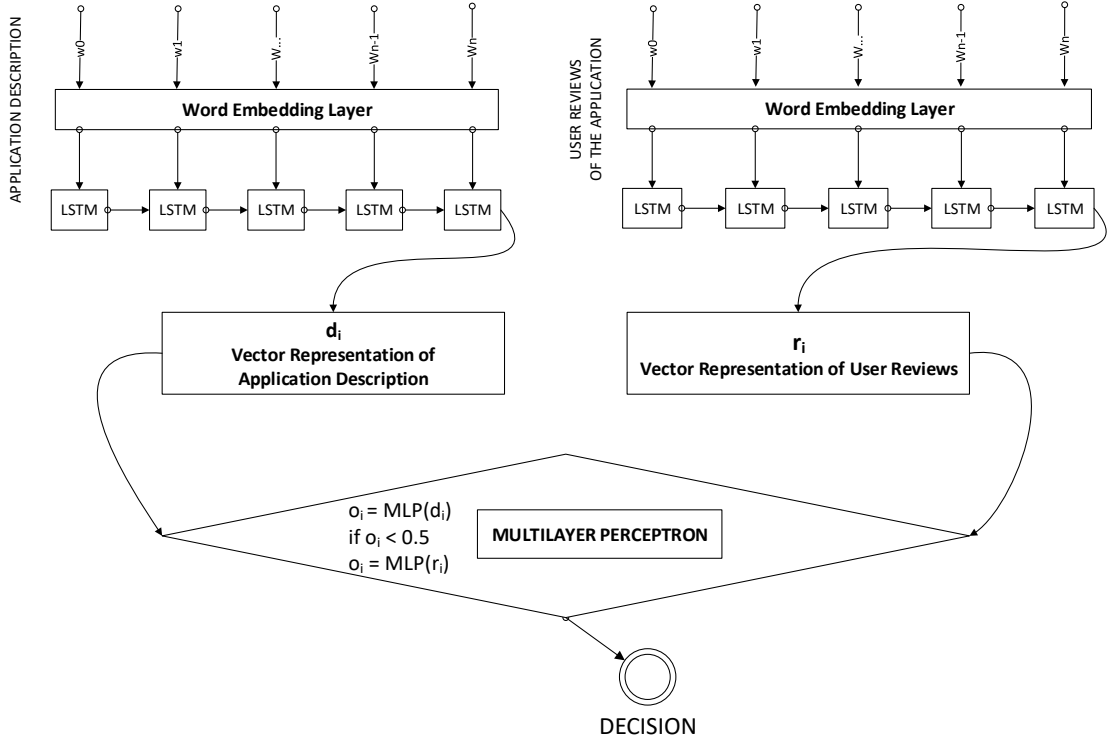 APPLICATION DESCRIPTION
w0
w1
W...
Wn-1
Wn
Word Embedding Layer
LSTM
LSTM
LSTM
LSTM
LSTM
dᵢ
Vector Representation of
Application Description
USER REVIEWS
OF THE APPLICATION
w0
w1
W...
Wn-1
Wn
Word Embedding Layer
LSTM
LSTM
LSTM
LSTM
LSTM
rᵢ
Vector Representation of User Reviews
oᵢ = MLP(dᵢ)
if oᵢ < 0.5
oᵢ = MLP(rᵢ)
MULTILAYER PERCEPTRON
DECISION